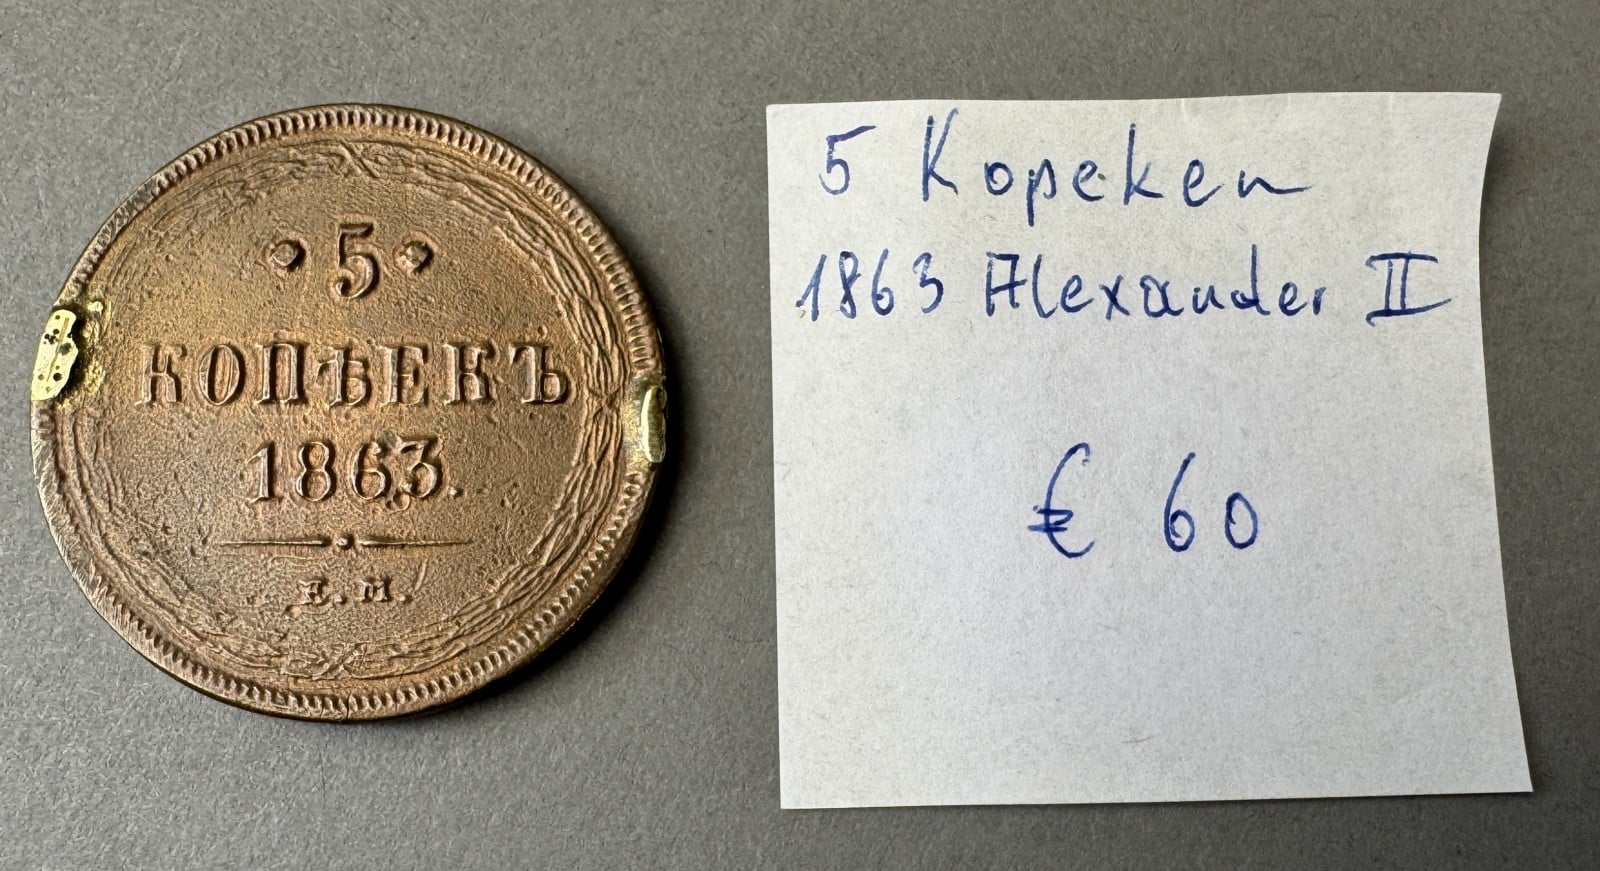 · 5 ·
КОПѢЕКЪ
1863.
Е.М.
5 Kopeken
1863 Alexander II
€ 60